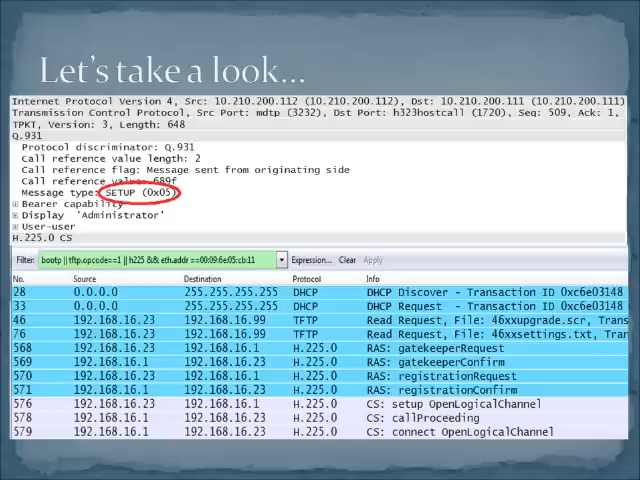 Let's take a look...
Internet Protocol Version 4, Src: 10.210.200.112 (10.210.200.112), Dst: 10.210.200.111 (10.210.200.111)
Transmission Control Protocol, Src Port: mdtp (3232), Dst Port: h323hostcall (1720), Seq: 509, Ack: 1,
TPKT, Version: 3, Length: 648
Q.931
Protocol discriminator: Q.931
Call reference value length: 2
Call reference flag: Message sent from originating side
Call reference value: 689f
Message type: SETUP (0x05)
Bearer capability
Display 'Administrator'
User-user
H.225.0 CS
Filter: bootp || tftp.opcode==1 || h225 && eth.addr ==00:09:6e:05:cb:11 Expression... Clear Apply
No. Source Destination Protocol Info
28 0.0.0.0 255.255.255.255 DHCP DHCP Discover - Transaction ID 0xc6e03148
33 0.0.0.0 255.255.255.255 DHCP DHCP Request - Transaction ID 0xc6e03148
46 192.168.16.23 192.168.16.99 TFTP Read Request, File: 46xxupgrade.scr, Trans
76 192.168.16.23 192.168.16.99 TFTP Read Request, File: 46xxsettings.txt, Trans
568 192.168.16.23 192.168.16.1 H.225.0 RAS: gatekeeperRequest
569 192.168.16.1 192.168.16.23 H.225.0 RAS: gatekeeperConfirm
570 192.168.16.23 192.168.16.1 H.225.0 RAS: registrationRequest
571 192.168.16.1 192.168.16.23 H.225.0 RAS: registrationConfirm
576 192.168.16.23 192.168.16.1 H.225.0 CS: setup OpenLogicalChannel
578 192.168.16.1 192.168.16.23 H.225.0 CS: callProceeding
579 192.168.16.1 192.168.16.23 H.225.0 CS: connect OpenLogicalChannel